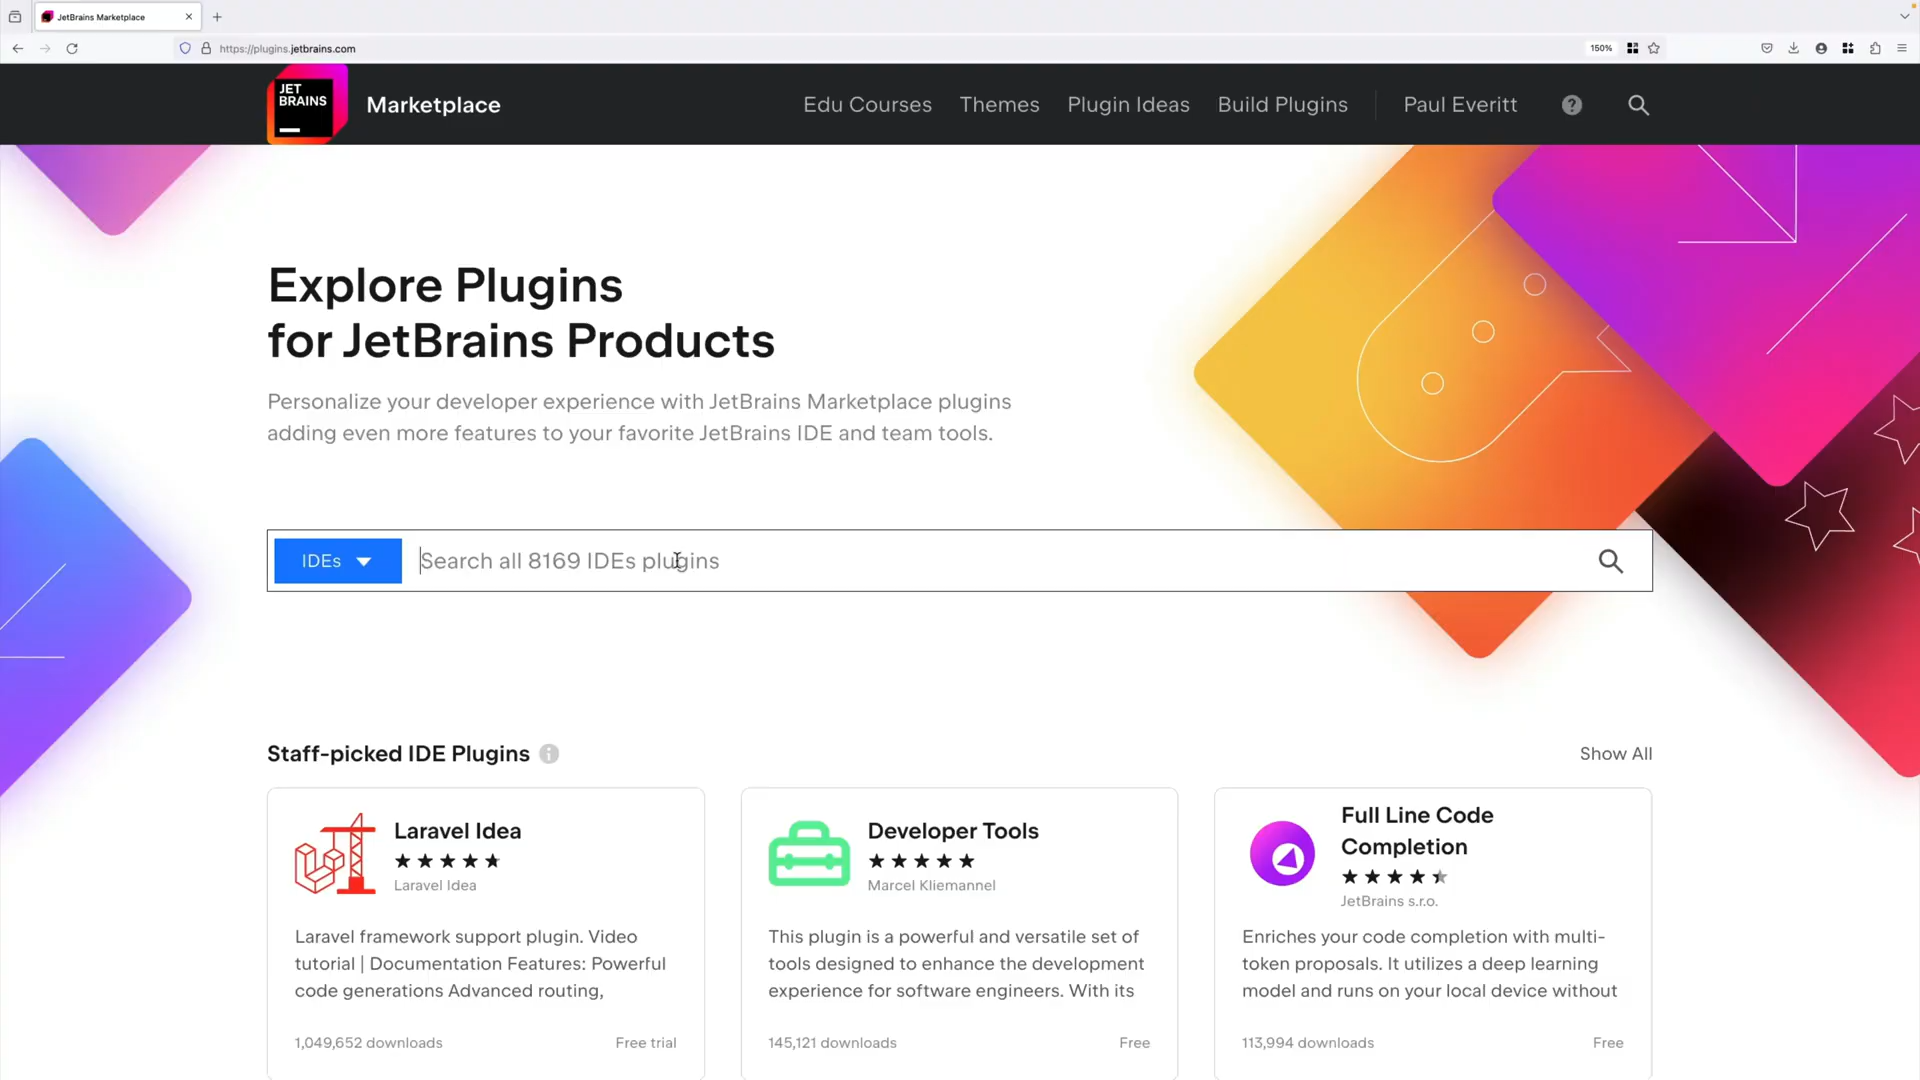 JetBrains Marketplace
https://plugins.jetbrains.com
150%
JET
BRAINS
Marketplace
Edu Courses
Themes
Plugin Ideas
Build Plugins
Paul Everitt
?
Explore Plugins
for JetBrains Products
Personalize your developer experience with JetBrains Marketplace plugins
adding even more features to your favorite JetBrains IDE and team tools.
IDEs
Search all 8169 IDEs plugins
Staff-picked IDE Plugins
Show All
Laravel Idea
Laravel Idea
Laravel framework support plugin. Video
tutorial | Documentation Features: Powerful
code generations Advanced routing,
1,049,652 downloads
Free trial
Developer Tools
Marcel Kliemannel
This plugin is a powerful and versatile set of
tools designed to enhance the development
experience for software engineers. With its
145,121 downloads
Free
Full Line Code
Completion
JetBrains s.r.o.
Enriches your code completion with multi-
token proposals. It utilizes a deep learning
model and runs on your local device without
113,994 downloads
Free